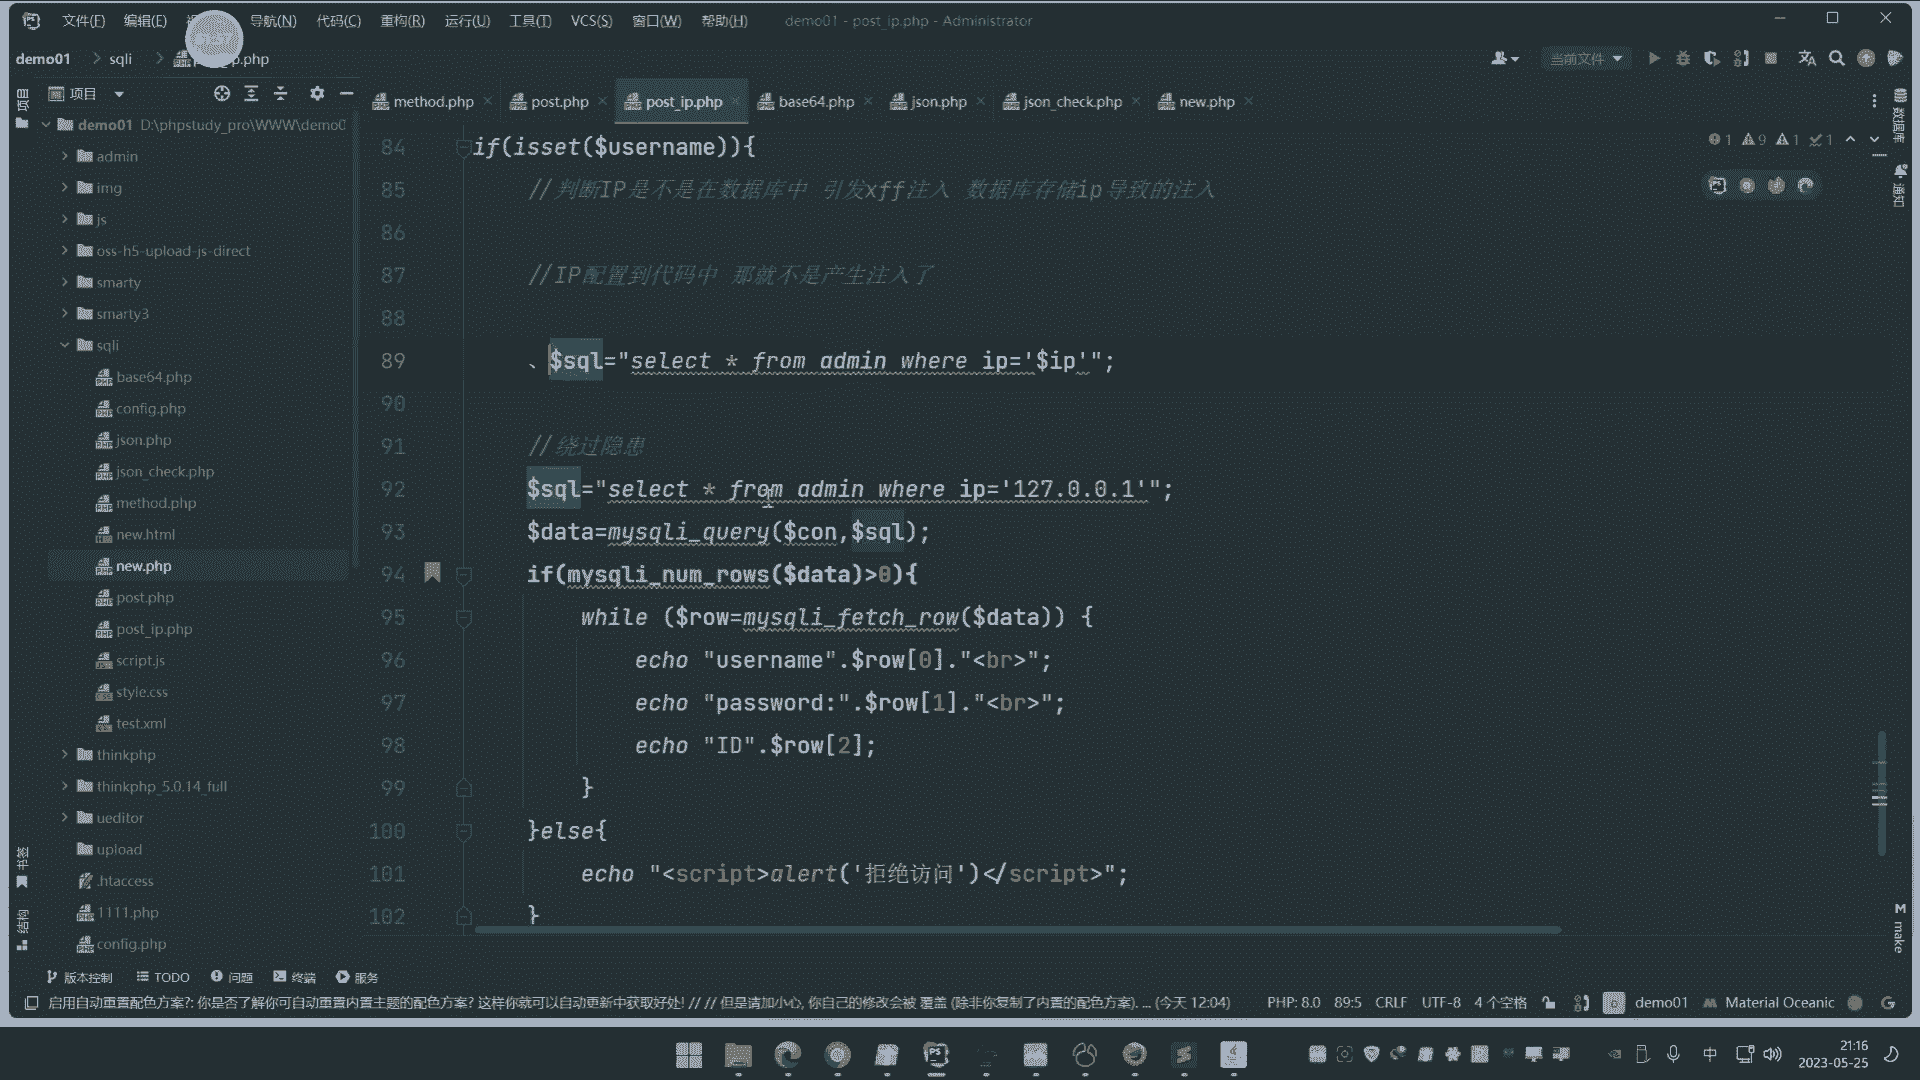 文件(F) 编辑(E) 导航(N) 代码(C) 重构(R) 运行(U) 工具(T) VCS(S) 窗口(W) 帮助(H) demo01 - post_ip.php - Administrator
demo01 sqli .php 当前文件
项目
method.php post.php post_ip.php base64.php json.php json_check.php new.php
demo01 D:\phpstudy_pro\WWW\demo0
admin
img
js
oss-h5-upload-js-direct
smarty
smarty3
sqli
base64.php
config.php
json.php
json_check.php
method.php
new.html
new.php
post.php
post_ip.php
script.js
style.css
test.xml
thinkphp
thinkphp_5.0.14_full
ueditor
upload
.htaccess
1111.php
config.php
1 9 1 1
84 if(isset($username)){
85 //判断IP是不是在数据库中 引发xff注入 数据库存储ip导致的注入
86
87 //IP配置到代码中 那就不是产生注入了
88
89 、$sql="select * from admin where ip='$ip'";
90
91 //绕过隐患
92 $sql="select * from admin where ip='127.0.0.1'";
93 $data=mysqli_query($con,$sql);
94 if(mysqli_num_rows($data)>0){
95 while ($row=mysqli_fetch_row($data)) {
96 echo "username".$row[0]."<br>";
97 echo "password:".$row[1]."<br>";
98 echo "ID".$row[2];
99 }
100 }else{
101 echo "<script>alert('拒绝访问')</script>";
102 }
项目
书签
结构
数据库
通知
M make
版本控制 TODO 问题 终端 服务
启用自动重置配色方案?: 你是否了解你可自动重置内置主题的配色方案? 这样你就可以自动更新中获取好处! // // 但是请加小心, 你自己的修改会被 覆盖 (除非你复制了内置的配色方案). ... (今天 12:04) PHP: 8.0 89:5 CRLF UTF-8 4 个空格 demo01 Material Oceanic
中 21:16
2023-05-25